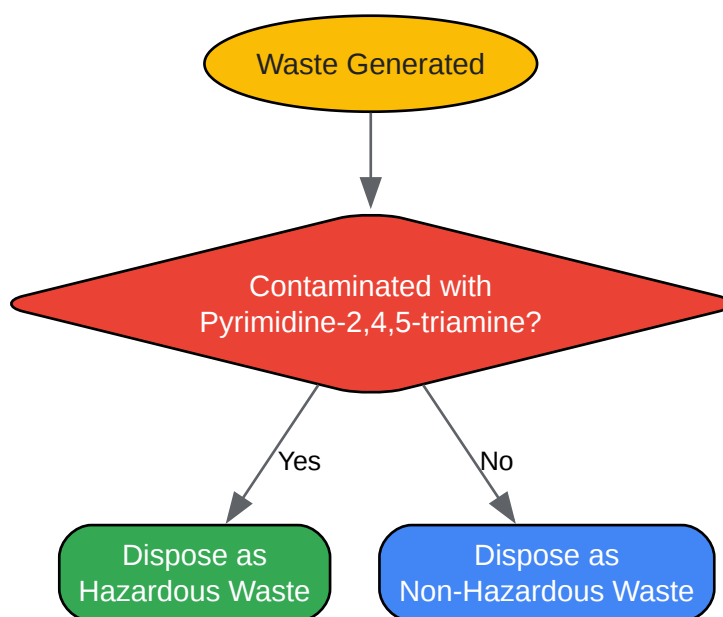 Waste Generated
Contaminated with
Pyrimidine-2,4,5-triamine?
Yes
No
Dispose as
Hazardous Waste
Dispose as
Non-Hazardous Waste